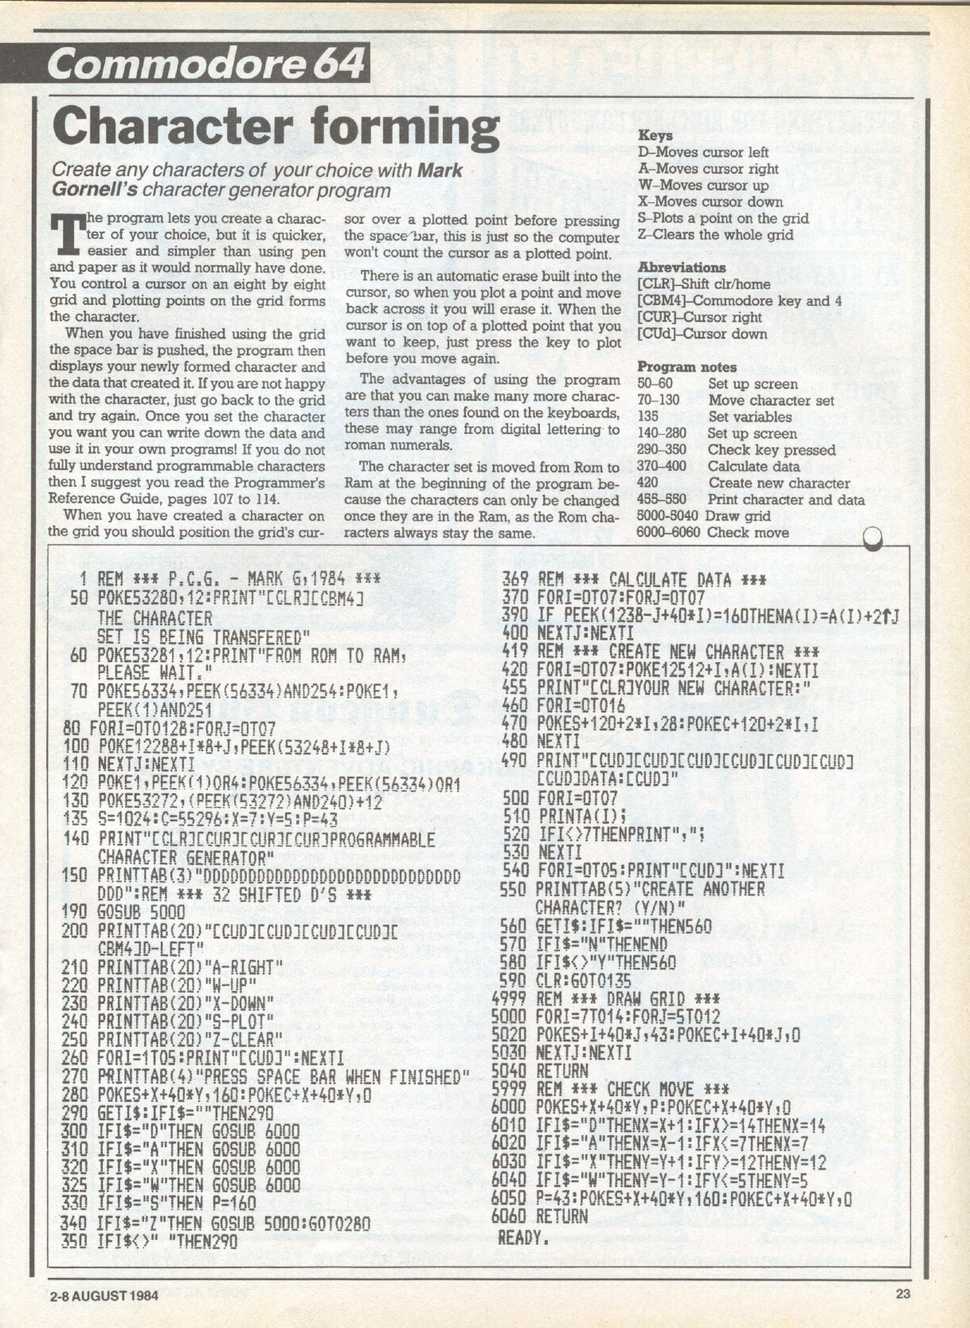 Commodore 64
Character forming
Create any characters of your choice with Mark
Gornell's character generator program
The program lets you create a charac-
ter of your choice, but it is quicker,
easier and simpler than using pen
and paper as it would normally have done.
You control a cursor on an eight by eight
grid and plotting points on the grid forms
the character.
When you have finished using the grid
the space bar is pushed, the program then
displays your newly formed character and
the data that created it. If you are not happy
with the character, just go back to the grid
and try again. Once you set the character
you want you can write down the data and
use it in your own programs! If you do not
fully understand programmable characters
then I suggest you read the Programmer's
Reference Guide, pages 107 to 114.
When you have created a character on
the grid you should position the grid's cur-
sor over a plotted point before pressing
the space bar, this is just so the computer
won't count the cursor as a plotted point.
There is an automatic erase built into the
cursor, so when you plot a point and move
back across it you will erase it. When the
cursor is on top of a plotted point that you
want to keep, just press the key to plot
before you move again.
The advantages of using the program
are that you can make many more charac-
ters than the ones found on the keyboards,
these may range from digital lettering to
roman numerals.
The character set is moved from Rom to
Ram at the beginning of the program be-
cause the characters can only be changed
once they are in the Ram, as the Rom cha-
racters always stay the same.
Keys
D–Moves cursor left
A–Moves cursor right
W–Moves cursor up
X–Moves cursor down
S–Plots a point on the grid
Z–Clears the whole grid
Abreviations
[CLR]–Shift clr/home
[CBM4]–Commodore key and 4
[CUR]–Cursor right
[CUd]–Cursor down
Program notes
50–60 Set up screen
70–130 Move character set
135 Set variables
140–280 Set up screen
290–350 Check key pressed
370–400 Calculate data
420 Create new character
455–550 Print character and data
5000-5040 Draw grid
6000–6060 Check move
1 REM *** P.C.G. - MARK G,1984 ***
50 POKE53280,12:PRINT"[CLR][CBM4]
THE CHARACTER
SET IS BEING TRANSFERED"
60 POKE53281,12:PRINT"FROM ROM TO RAM,
PLEASE WAIT."
70 POKE56334,PEEK(56334)AND254:POKE1,
PEEK(1)AND251
80 FORI=0TO128:FORJ=0TO7
100 POKE12288+I*8+J,PEEK(53248+I*8+J)
110 NEXTJ:NEXTI
120 POKE1,PEEK(1)OR4:POKE56334,PEEK(56334)OR1
130 POKE53272,(PEEK(53272)AND240)+12
135 S=1024:C=55296:X=7:Y=5:P=43
140 PRINT"[CLR][CUR][CUR][CUR]PROGRAMMABLE
CHARACTER GENERATOR"
150 PRINTTAB(3)"DDDDDDDDDDDDDDDDDDDDDDDDDDDDD
DDD":REM *** 32 SHIFTED D'S ***
190 GOSUB 5000
200 PRINTTAB(20)"[CUD][CUD][CUD][CUD][
CBM4]D-LEFT"
210 PRINTTAB(20)"A-RIGHT"
220 PRINTTAB(20)"W-UP"
230 PRINTTAB(20)"X-DOWN"
240 PRINTTAB(20)"S-PLOT"
250 PRINTTAB(20)"Z-CLEAR"
260 FORI=1TO5:PRINT"[CUD]":NEXTI
270 PRINTTAB(4)"PRESS SPACE BAR WHEN FINISHED"
280 POKES+X+40*Y,160:POKEC+X+40*Y,0
290 GETI$:IFI$=""THEN290
300 IFI$="D"THEN GOSUB 6000
310 IFI$="A"THEN GOSUB 6000
320 IFI$="X"THEN GOSUB 6000
325 IFI$="W"THEN GOSUB 6000
330 IFI$="S"THEN P=160
340 IFI$="Z"THEN GOSUB 5000:GOTO280
350 IFI$<>" "THEN290
369 REM *** CALCULATE DATA ***
370 FORI=0TO7:FORJ=0TO7
390 IF PEEK(1238-J+40*I)=160THENA(I)=A(I)+2↑J
400 NEXTJ:NEXTI
419 REM *** CREATE NEW CHARACTER ***
420 FORI=0TO7:POKE12512+I,A(I):NEXTI
455 PRINT"[CLR]YOUR NEW CHARACTER:"
460 FORI=0TO16
470 POKES+120+2*I,28:POKEC+120+2*I,I
480 NEXTI
490 PRINT"[CUD][CUD][CUD][CUD][CUD][CUD]
[CUD]DATA:[CUD]"
500 FORI=0TO7
510 PRINTA(I);
520 IFI<>7THENPRINT",";
530 NEXTI
540 FORI=0TO5:PRINT"[CUD]":NEXTI
550 PRINTTAB(5)"CREATE ANOTHER
CHARACTER? (Y/N)"
560 GETI$:IFI$=""THEN560
570 IFI$="N"THENEND
580 IFI$<>"Y"THEN560
590 CLR:GOTO135
4999 REM *** DRAW GRID ***
5000 FORI=7TO14:FORJ=5TO12
5020 POKES+I+40*J,43:POKEC+I+40*J,0
5030 NEXTJ:NEXTI
5040 RETURN
5999 REM *** CHECK MOVE ***
6000 POKES+X+40*Y,P:POKEC+X+40*Y,0
6010 IFI$="D"THENX=X+1:IFX>=14THENX=14
6020 IFI$="A"THENX=X-1:IFX<=7THENX=7
6030 IFI$="X"THENY=Y+1:IFY>=12THENY=12
6040 IFI$="W"THENY=Y-1:IFY<=5THENY=5
6050 P=43:POKES+X+40*Y,160:POKEC+X+40*Y,0
6060 RETURN
READY.
2-8 AUGUST 1984
23